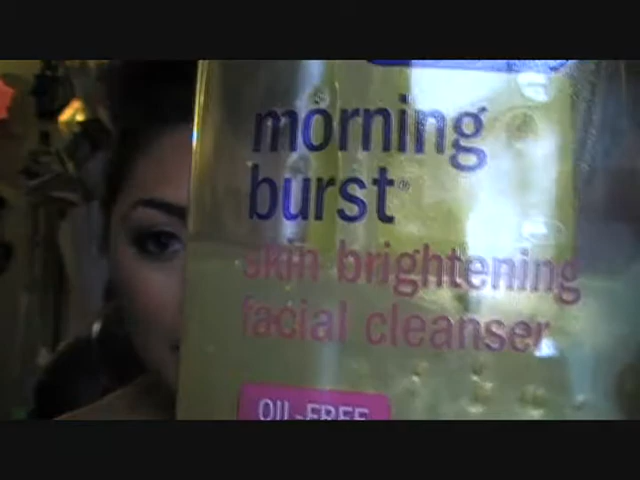 morning
burst®
skin brightening
facial cleanser
OIL-FREE